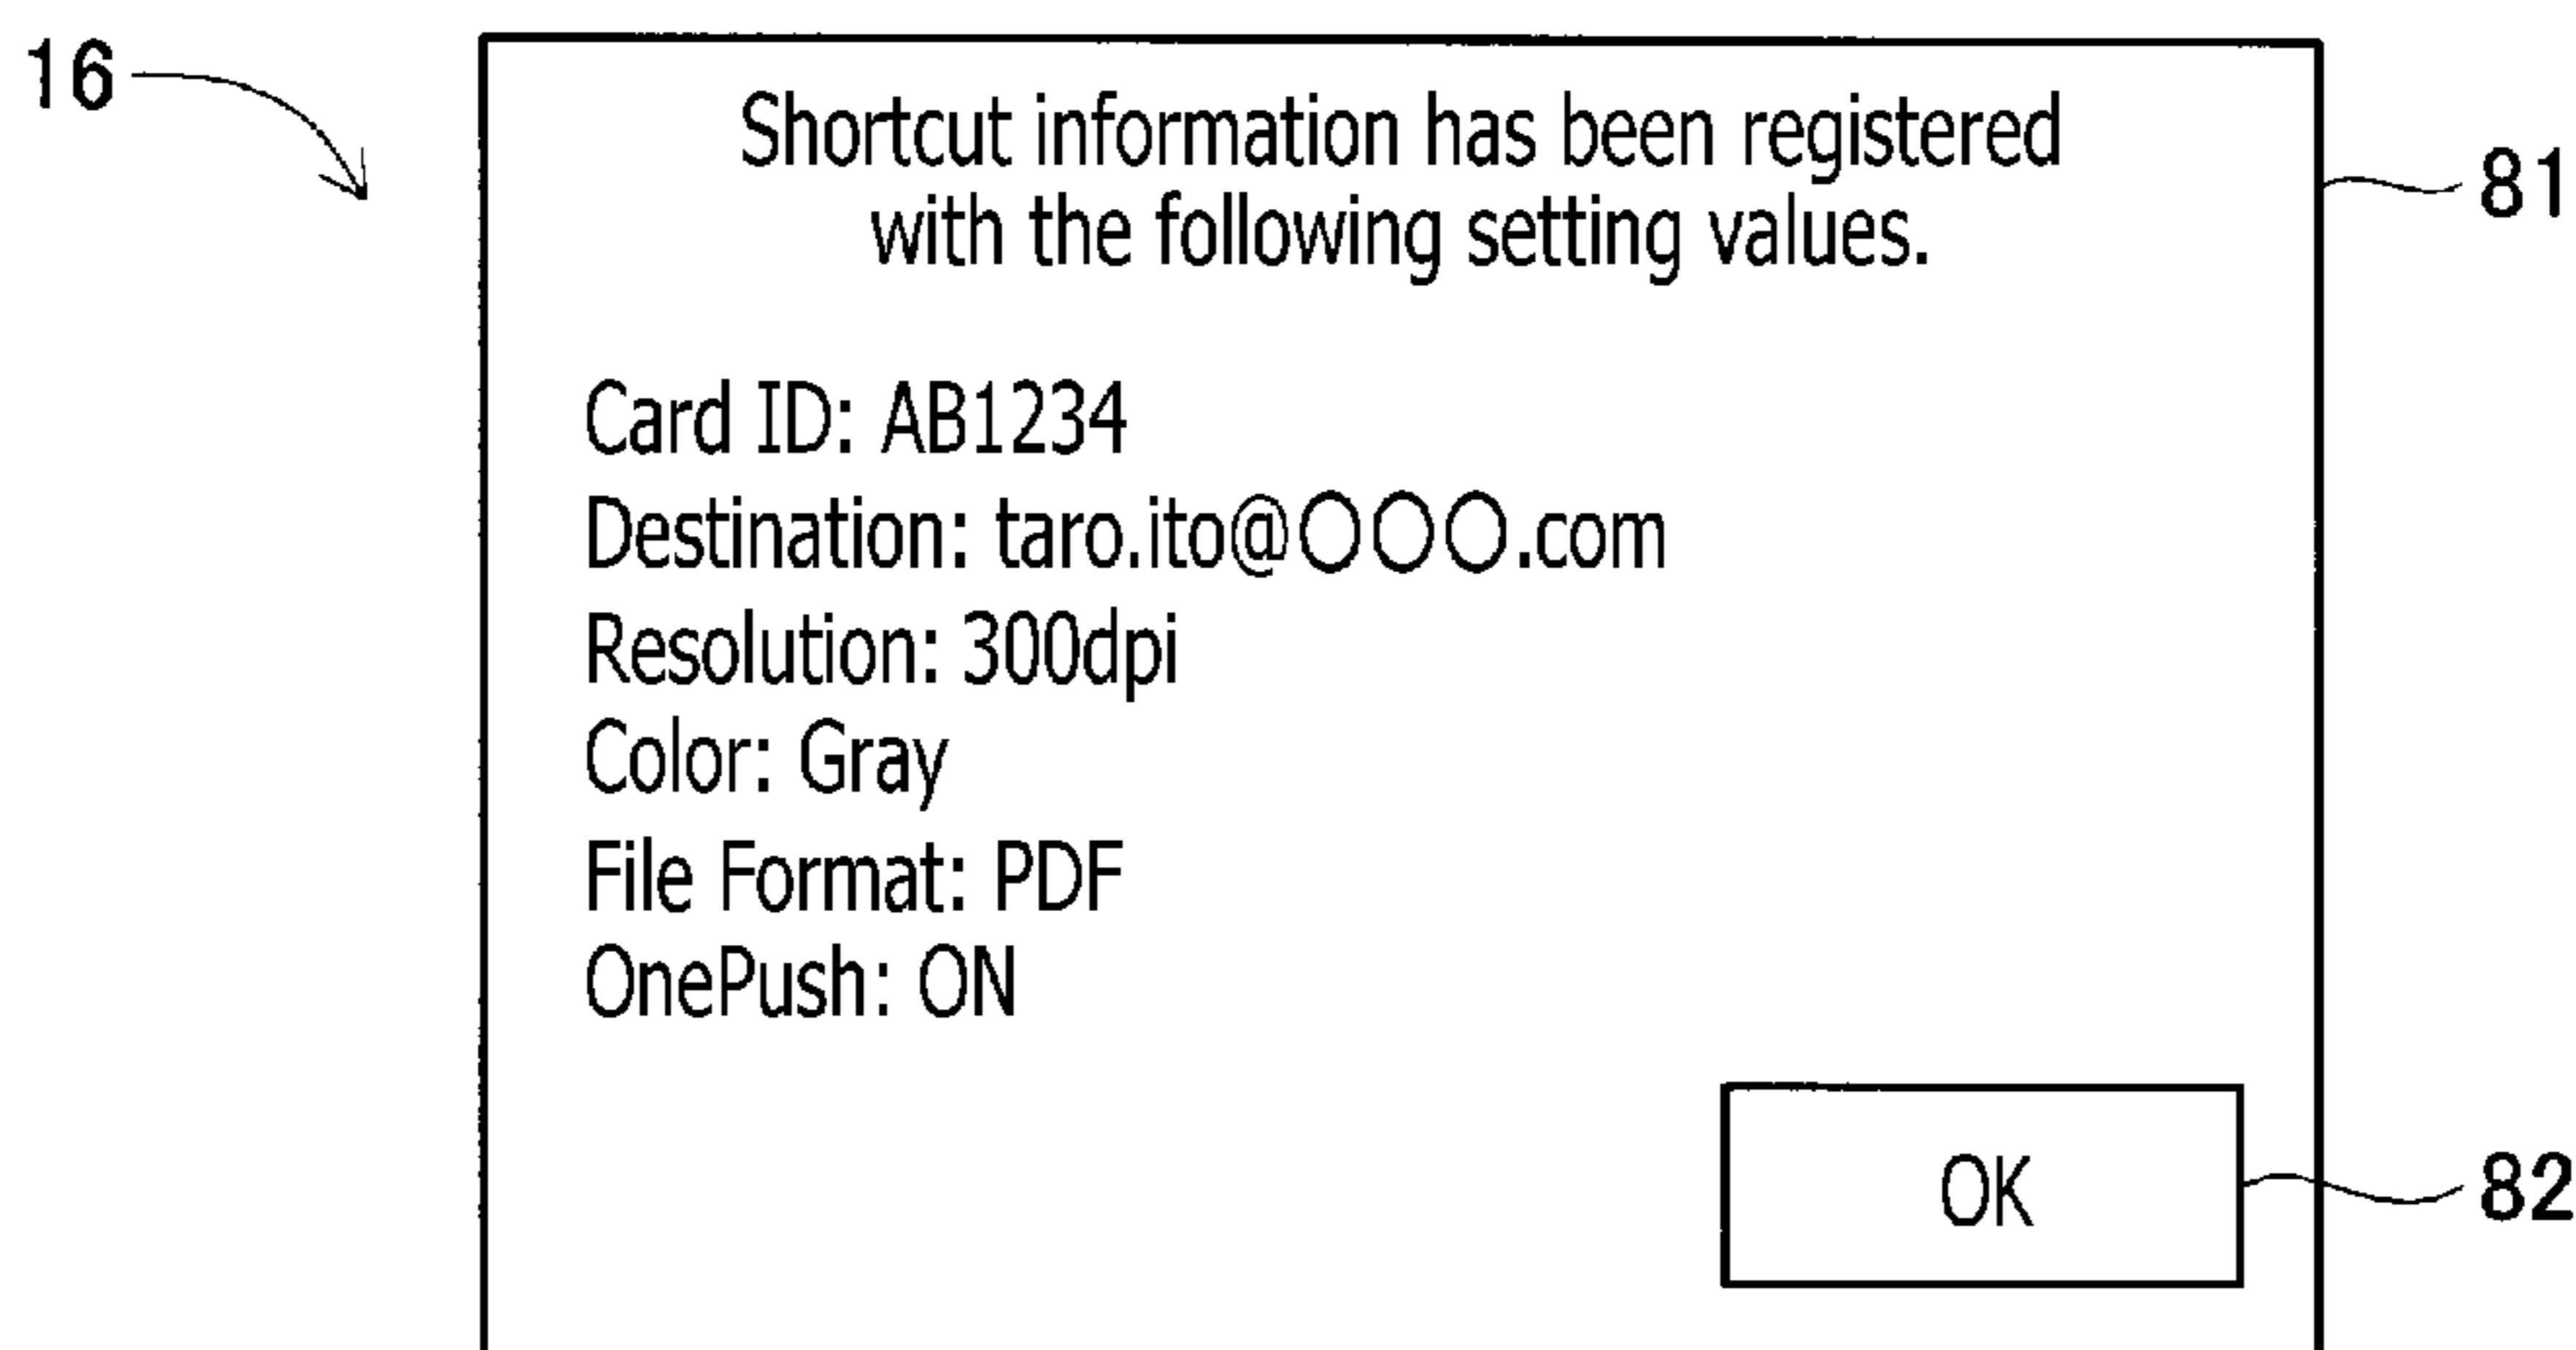 16
Shortcut information has been registered
with the following setting values.
81
Card ID: AB1234
Destination: taro.ito@○○○.com
Resolution: 300dpi
Color: Gray
File Format: PDF
OnePush: ON
OK
82